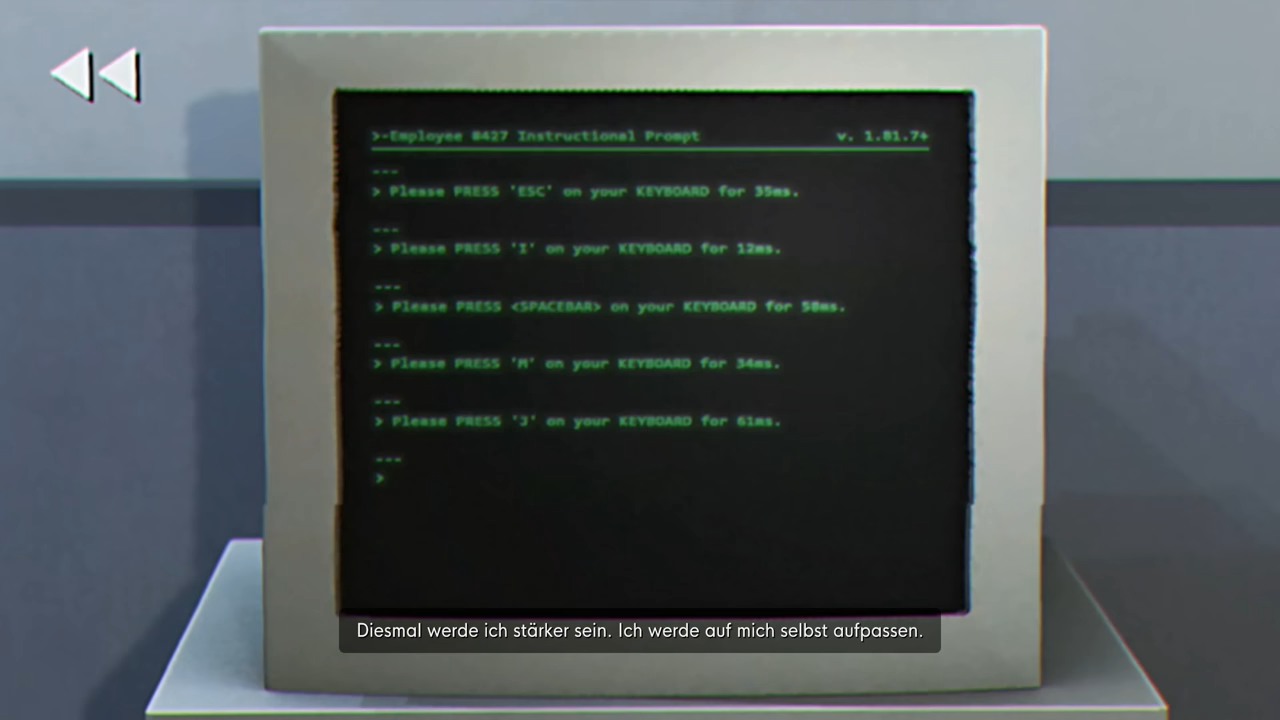 >-Employee #427 Instructional Prompt v. 1.81.7+
---
> Please PRESS 'ESC' on your KEYBOARD for 35ms.
---
> Please PRESS 'I' on your KEYBOARD for 12ms.
---
> Please PRESS <SPACEBAR> on your KEYBOARD for 58ms.
---
> Please PRESS 'M' on your KEYBOARD for 34ms.
---
> Please PRESS 'J' on your KEYBOARD for 61ms.
---
>
Diesmal werde ich stärker sein. Ich werde auf mich selbst aufpassen.